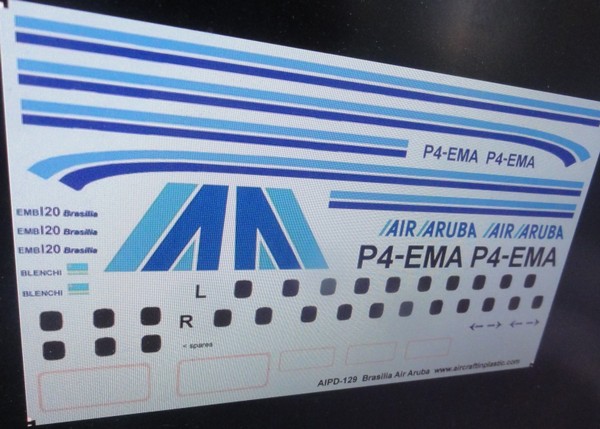 P4-EMA P4-EMA
EMB120 Brasilia
EMB120 Brasilia
EMB120 Brasilia
AIR ARUBA AIR ARUBA
P4-EMA P4-EMA
BLENCHI
BLENCHI
L
R
< spares
AIPD-129 Brasilia Air Aruba www.aircraftinplastic.com